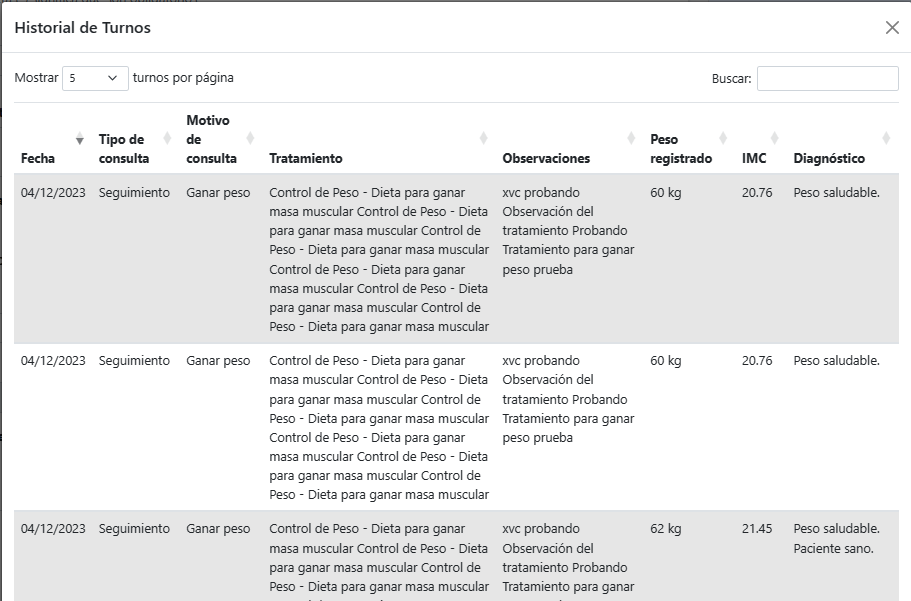 Historial de Turnos
Mostrar 5 turnos por página
Buscar:
Fecha
Tipo de
consulta
Motivo
de
consulta
Tratamiento
Observaciones
Peso
registrado
IMC
Diagnóstico
04/12/2023 Seguimiento Ganar peso Control de Peso - Dieta para ganar xvc probando 60 kg 20.76 Peso saludable.
masa muscular Control de Peso - Dieta Observación del
para ganar masa muscular Control de tratamiento Probando
Peso - Dieta para ganar masa muscular Tratamiento para ganar
Control de Peso - Dieta para ganar peso prueba
masa muscular Control de Peso - Dieta
para ganar masa muscular Control de
Peso - Dieta para ganar masa muscular
04/12/2023 Seguimiento Ganar peso Control de Peso - Dieta para ganar xvc probando 60 kg 20.76 Peso saludable.
masa muscular Control de Peso - Dieta Observación del
para ganar masa muscular Control de tratamiento Probando
Peso - Dieta para ganar masa muscular Tratamiento para ganar
Control de Peso - Dieta para ganar peso prueba
masa muscular Control de Peso - Dieta
para ganar masa muscular Control de
Peso - Dieta para ganar masa muscular
04/12/2023 Seguimiento Ganar peso Control de Peso - Dieta para ganar xvc probando 62 kg 21.45 Peso saludable.
masa muscular Control de Peso - Dieta Observación del Paciente sano.
para ganar masa muscular Control de tratamiento Probando
Peso - Dieta para ganar masa muscular Tratamiento para ganar